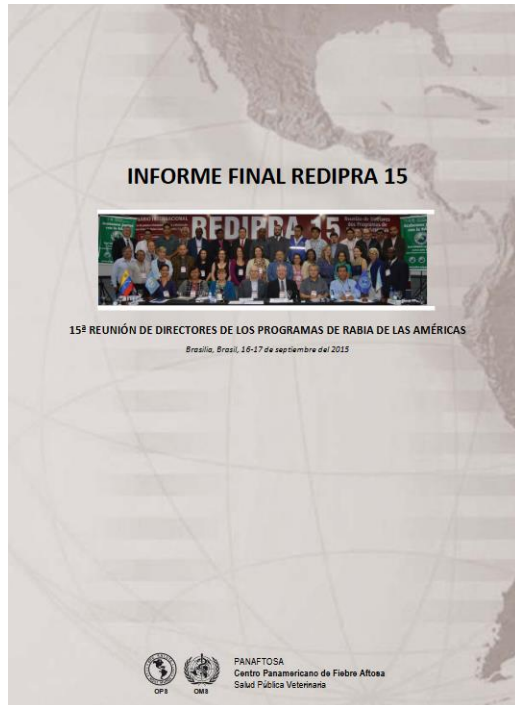 INFORME FINAL REDIPRA 15
REDIPRA 15
15ª REUNIÓN DE DIRECTORES DE LOS PROGRAMAS DE RABIA DE LAS AMÉRICAS
Brasilia, Brasil, 16-17 de septiembre del 2015
PANAFTOSA
Centro Panamericano de Fiebre Aftosa
Salud Pública Veterinaria
OPS
OMS